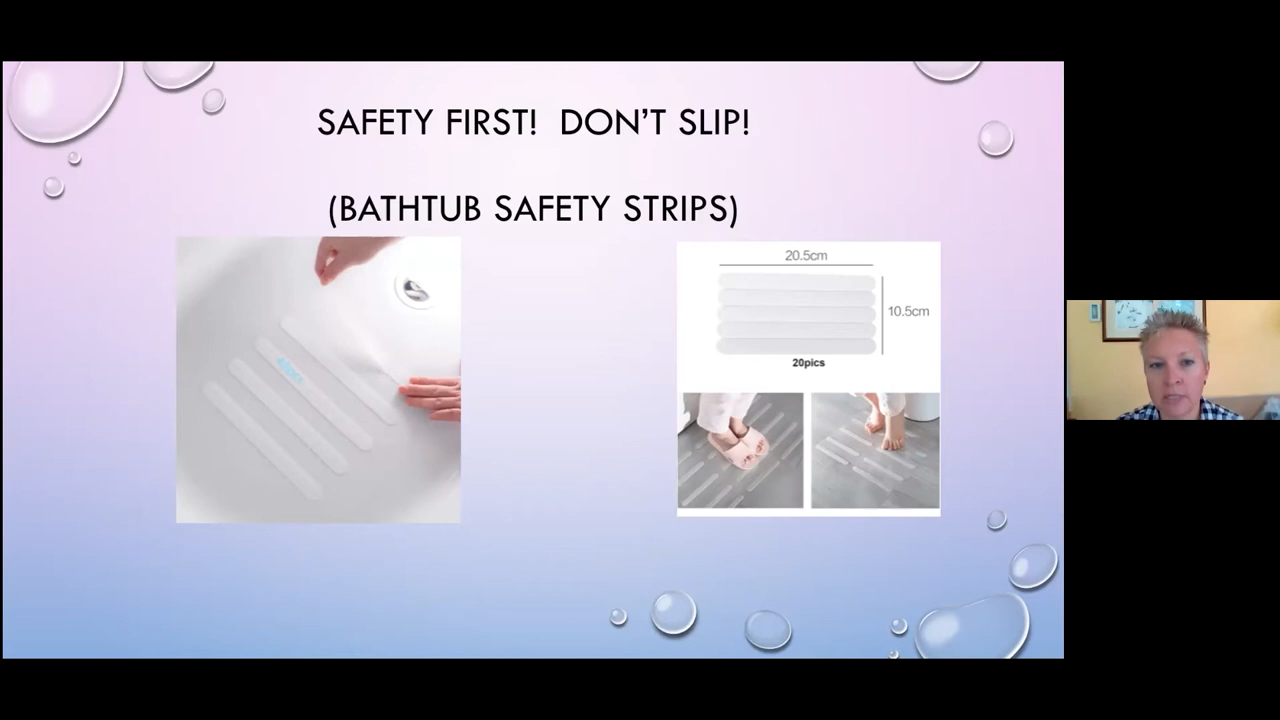 SAFETY FIRST!  DON'T SLIP!
(BATHTUB SAFETY STRIPS)
20.5cm
10.5cm
20pics